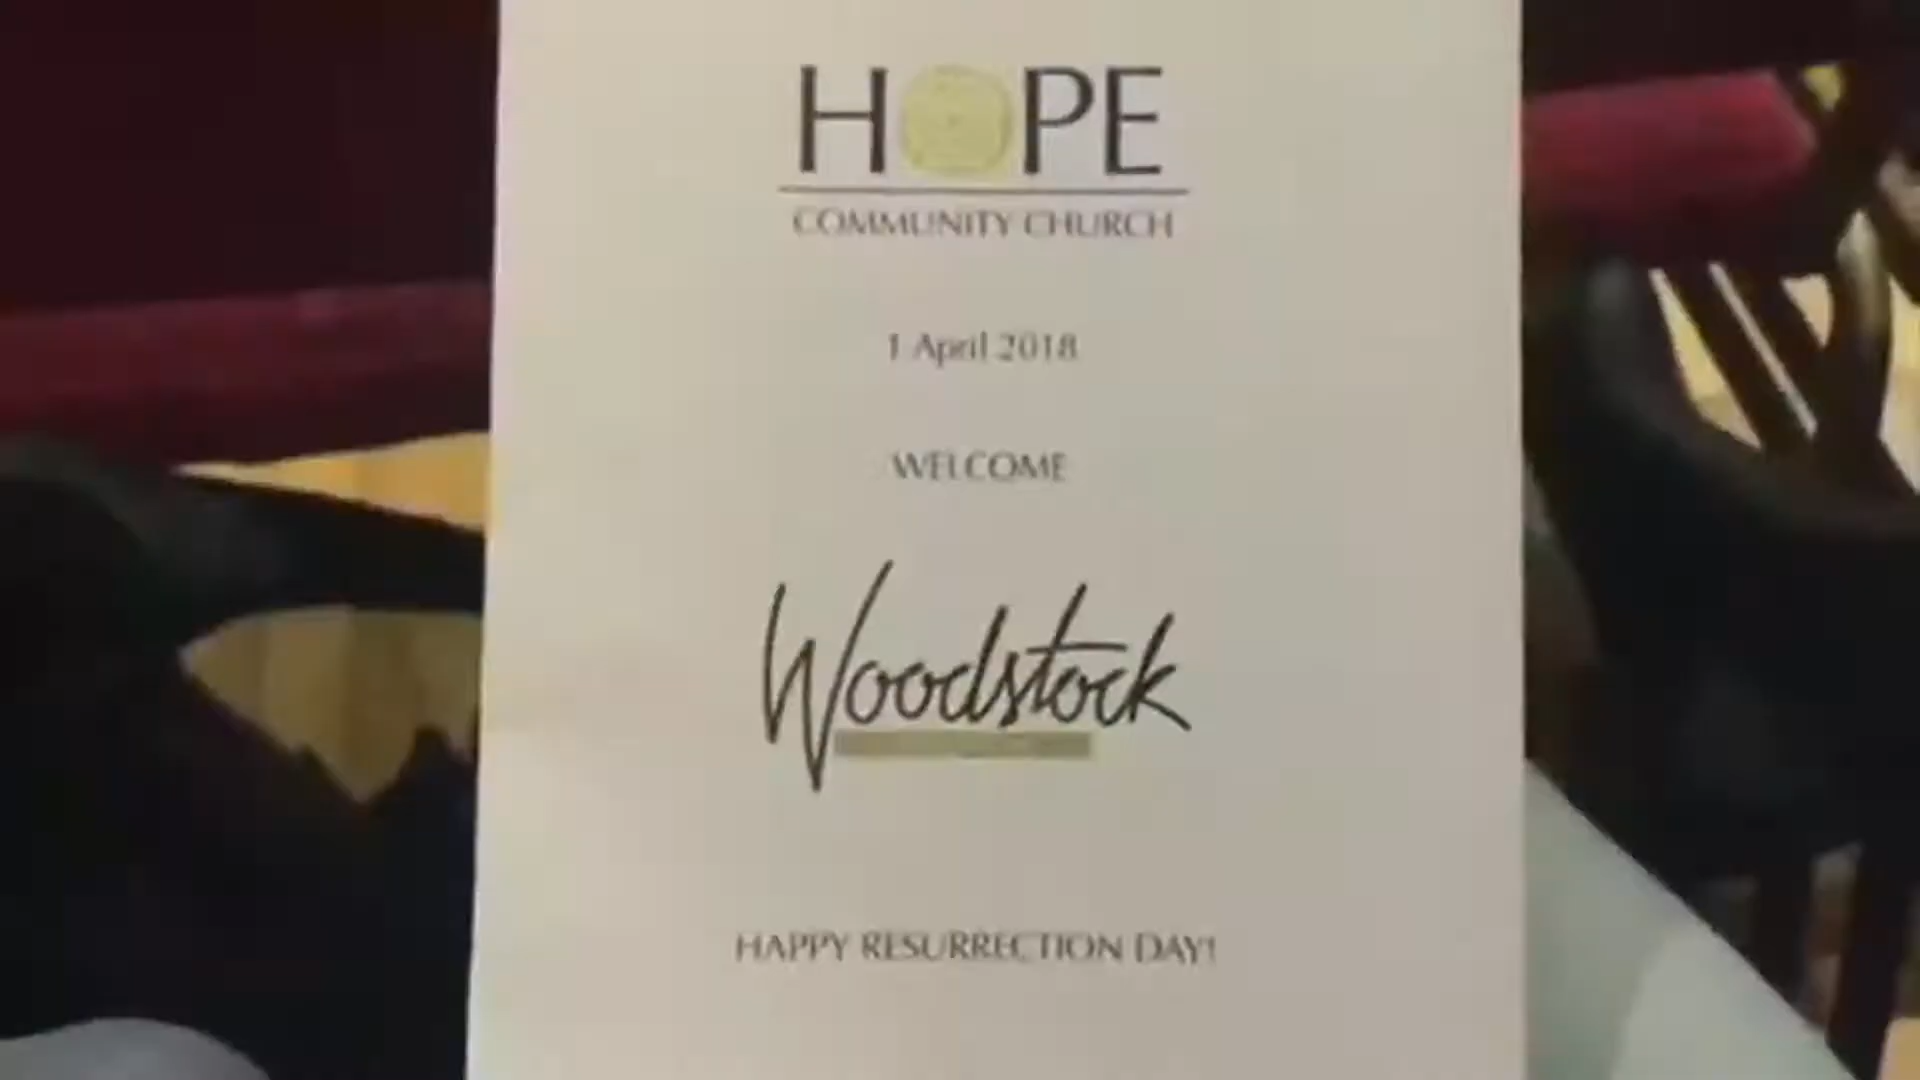 HOPE
COMMUNITY CHURCH
1 April 2018
WELCOME
Woodstock
HAPPY RESURRECTION DAY!